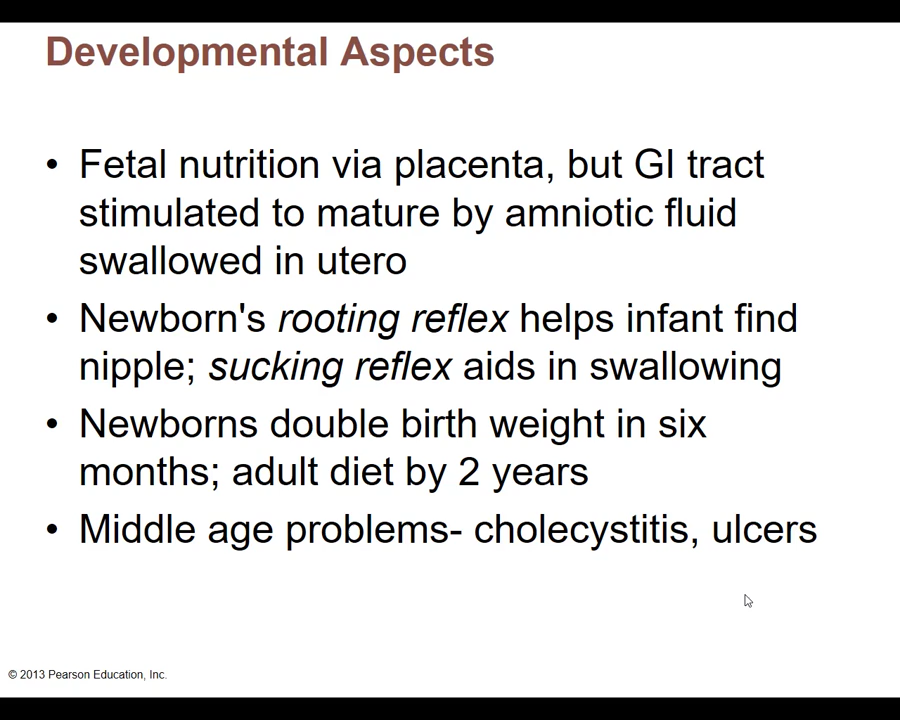 Developmental Aspects
• Fetal nutrition via placenta, but GI tract
stimulated to mature by amniotic fluid
swallowed in utero
• Newborn's rooting reflex helps infant find
nipple; sucking reflex aids in swallowing
• Newborns double birth weight in six
months; adult diet by 2 years
• Middle age problems- cholecystitis, ulcers
© 2013 Pearson Education, Inc.